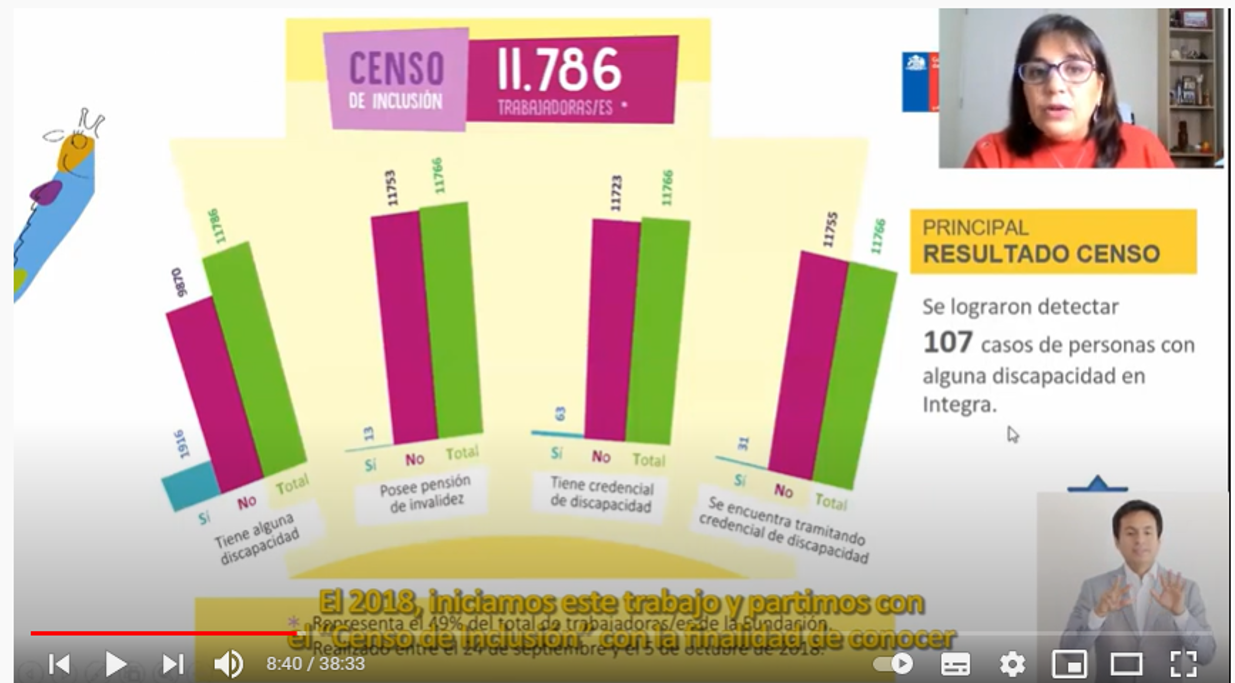 CENSO
DE INCLUSIÓN
11.786
TRABAJADORAS/ES *
1916
9870
11786
Sí
No
Total
Tiene alguna
discapacidad
13
11753
11766
Sí
No
Total
Posee pensión
de invalidez
63
11723
11766
Sí
No
Total
Tiene credencial
de discapacidad
31
11755
11766
Sí
No
Total
Se encuentra tramitando
credencial de discapacidad
PRINCIPAL
RESULTADO CENSO
Se lograron detectar
107 casos de personas con
alguna discapacidad en
Integra.
El 2018, iniciamos este trabajo y partimos con
el "Censo de Inclusión" con la finalidad de conocer
* Representa el 49% del total de trabajadoras/es de la Fundación.
Realizado entre el 24 de septiembre y el 5 de octubre de 2018.
8:40 / 38:33